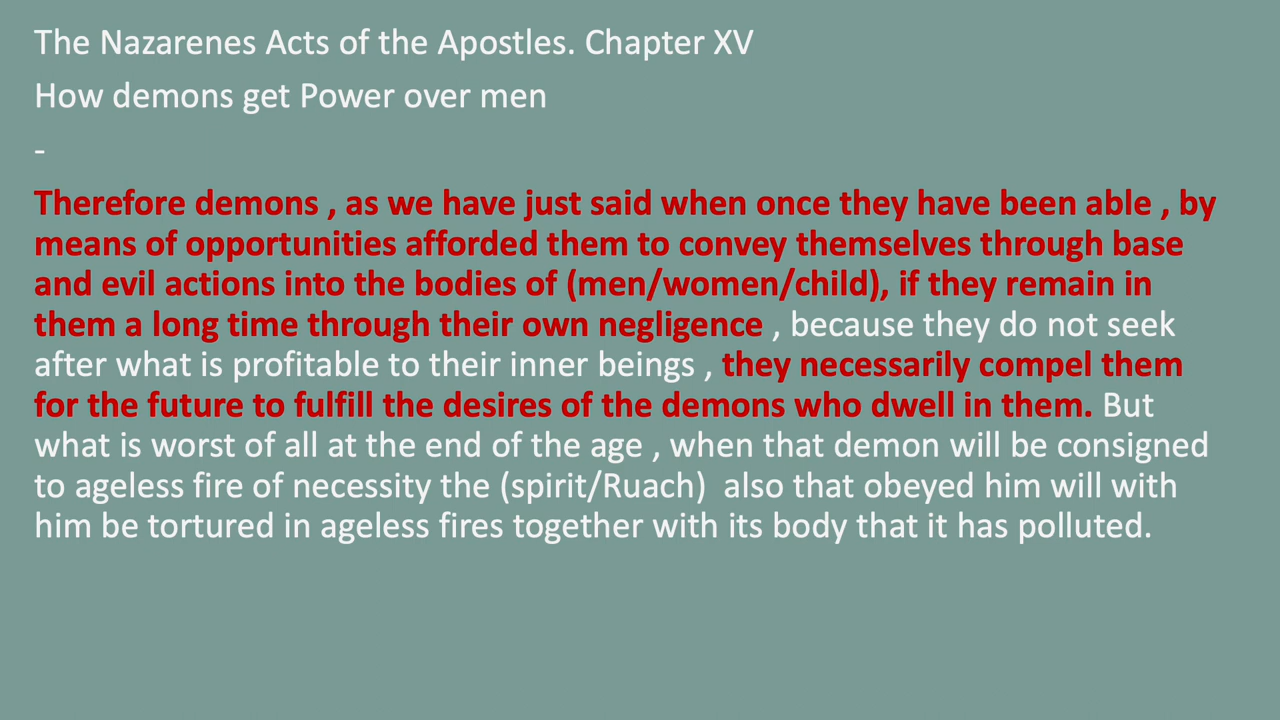 The Nazarenes Acts of the Apostles. Chapter XV
How demons get Power over men
-
Therefore demons , as we have just said when once they have been able , by
means of opportunities afforded them to convey themselves through base
and evil actions into the bodies of (men/women/child), if they remain in
them a long time through their own negligence , because they do not seek
after what is profitable to their inner beings , they necessarily compel them
for the future to fulfill the desires of the demons who dwell in them. But
what is worst of all at the end of the age , when that demon will be consigned
to ageless fire of necessity the (spirit/Ruach)  also that obeyed him will with
him be tortured in ageless fires together with its body that it has polluted.